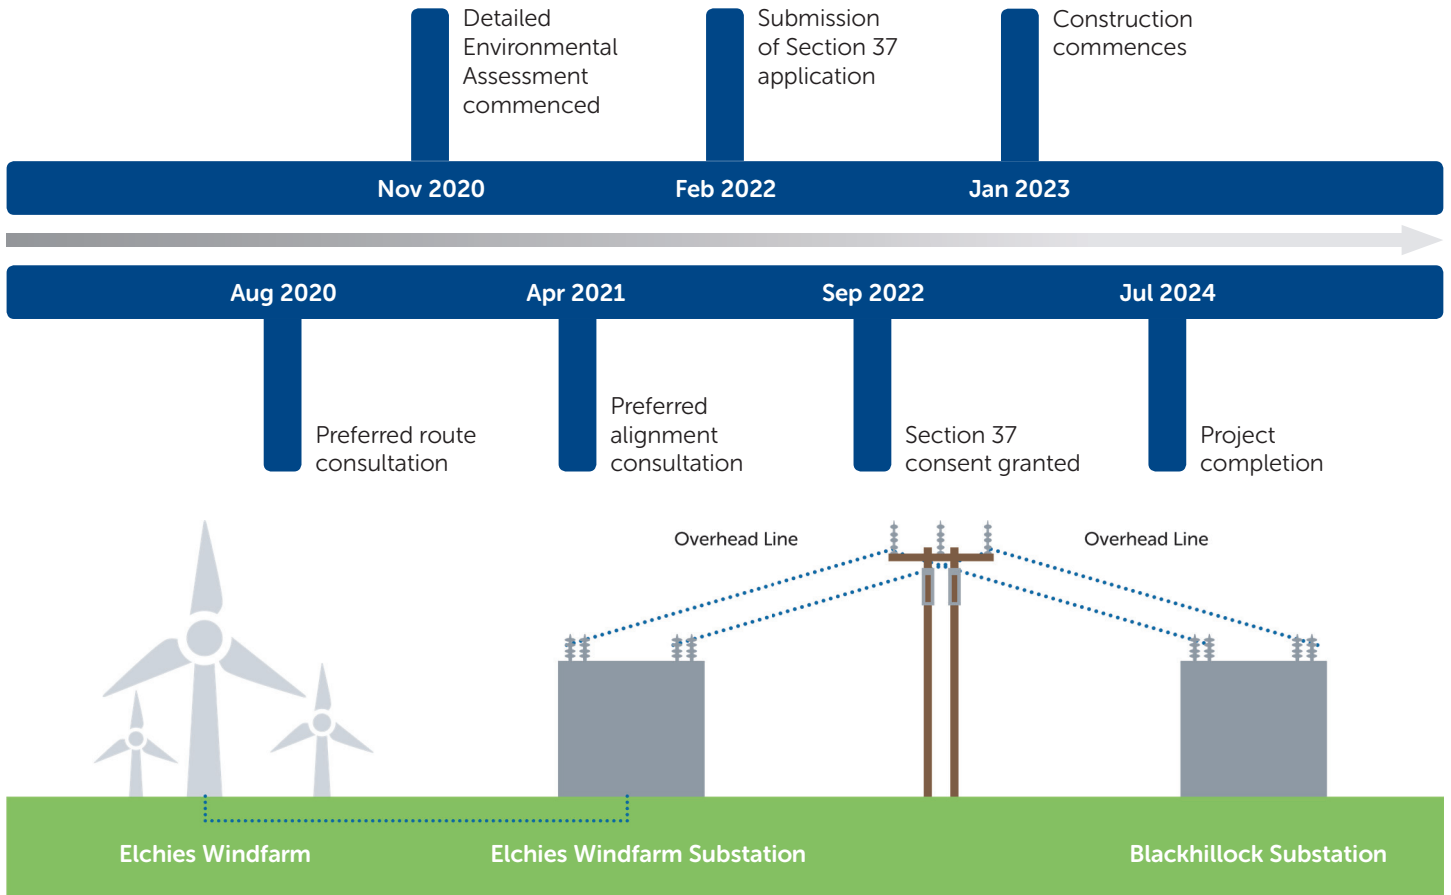 Detailed
Environmental
Assessment
commenced
Submission
of Section 37
application
Construction
commences
Nov 2020
Feb 2022
Jan 2023
Aug 2020
Apr 2021
Sep 2022
Jul 2024
Preferred route
consultation
Preferred
alignment
consultation
Section 37
consent granted
Project
completion
Overhead Line
Overhead Line
Elchies Windfarm
Elchies Windfarm Substation
Blackhillock Substation